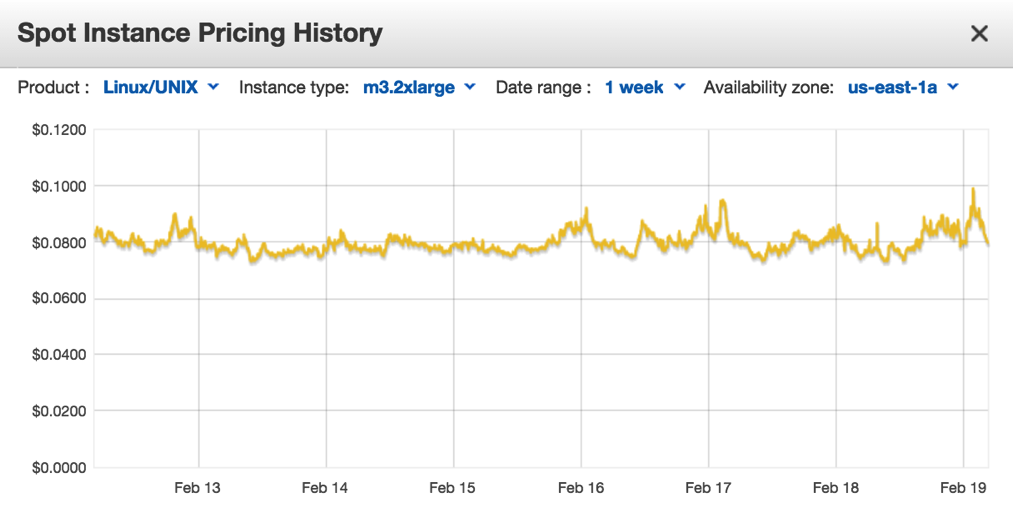 Spot Instance Pricing History
Product : Linux/UNIX Instance type: m3.2xlarge Date range : 1 week Availability zone: us-east-1a
$0.1200
$0.1000
$0.0800
$0.0600
$0.0400
$0.0200
$0.0000
Feb 13 Feb 14 Feb 15 Feb 16 Feb 17 Feb 18 Feb 19